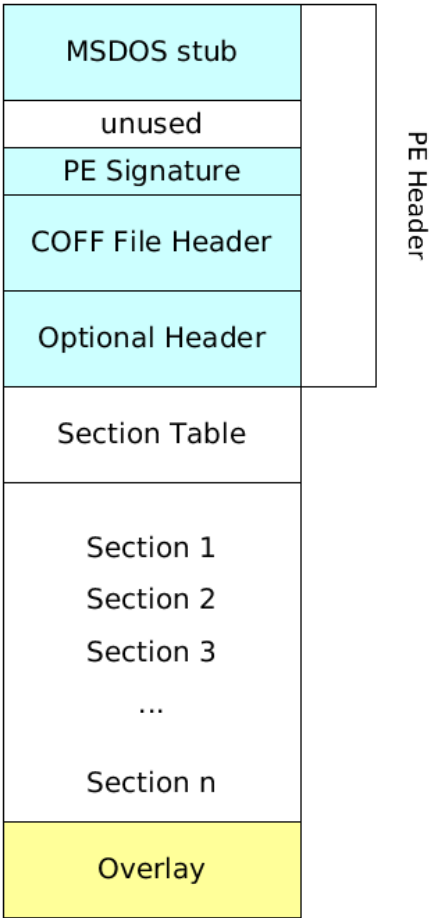 MSDOS stub
unused
PE Signature
COFF File Header
Optional Header
PE Header
Section Table
Section 1
Section 2
Section 3
...
Section n
Overlay